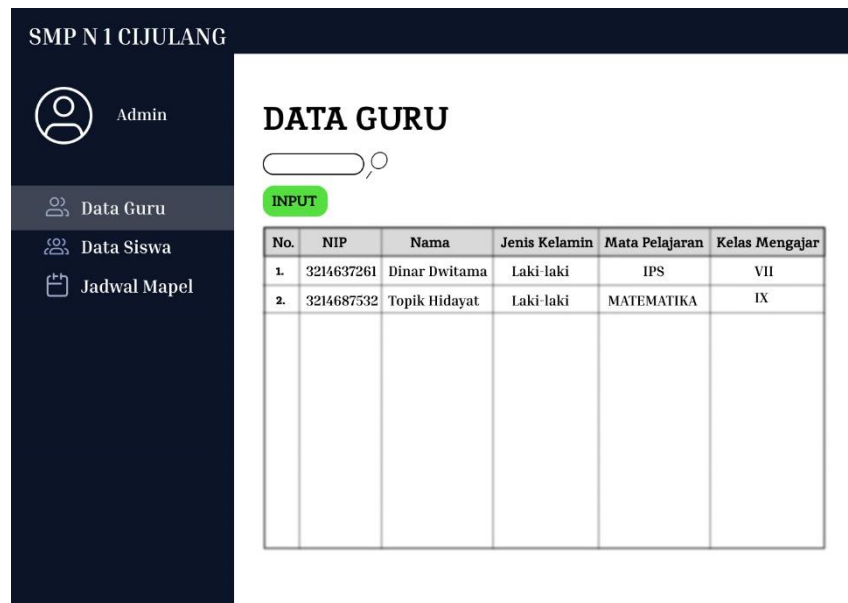 SMP N 1 CIJULANG
Admin
Data Guru
Data Siswa
Jadwal Mapel
DATA GURU
INPUT
No. NIP Nama Jenis Kelamin Mata Pelajaran Kelas Mengajar
1. 3214637261 Dinar Dwitama Laki-laki IPS VII
2. 3214687532 Topik Hidayat Laki-laki MATEMATIKA IX